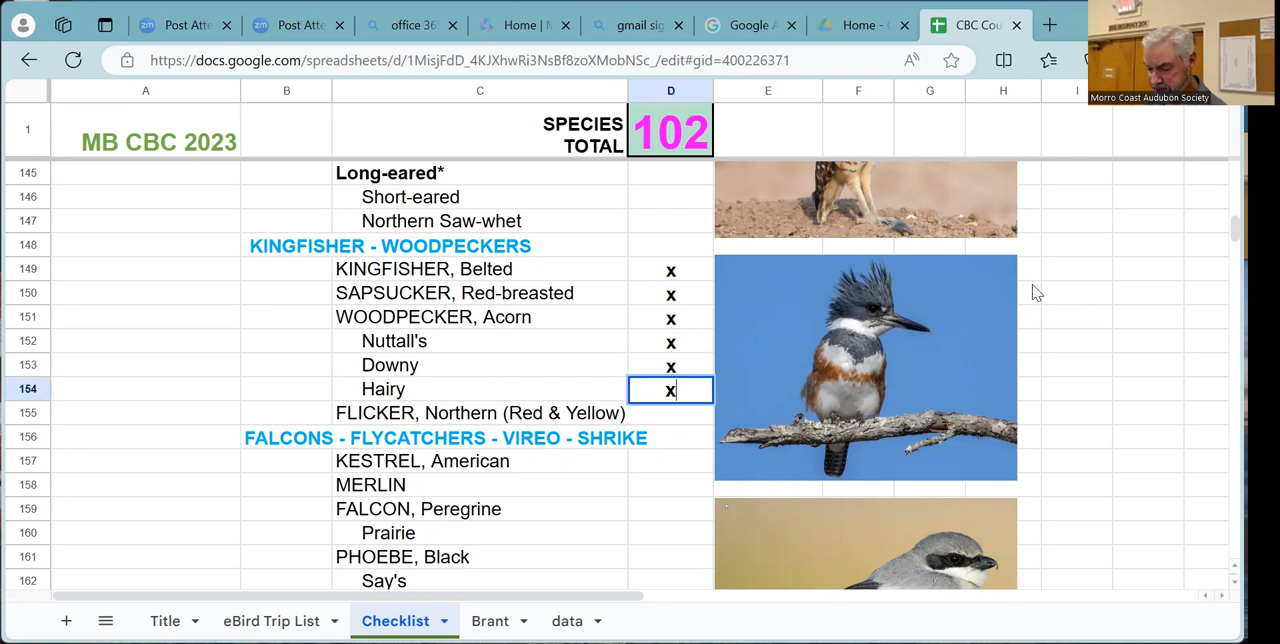 Post Atte
Post Atte
office 36
Home |
gmail sig
Google
Home -
CBC Cou
https://docs.google.com/spreadsheets/d/1MisjFdD_4KJXhwRi3NsBf8zoXMobNSc_/edit#gid=400226371
Morro Coast Audubon Society
A B C D E F G H I
1 MB CBC 2023 SPECIES TOTAL 102
145 Long-eared*
146 Short-eared
147 Northern Saw-whet
148 KINGFISHER - WOODPECKERS
149 KINGFISHER, Belted x
150 SAPSUCKER, Red-breasted x
151 WOODPECKER, Acorn x
152 Nuttall's x
153 Downy x
154 Hairy x
155 FLICKER, Northern (Red & Yellow)
156 FALCONS - FLYCATCHERS - VIREO - SHRIKE
157 KESTREL, American
158 MERLIN
159 FALCON, Peregrine
160 Prairie
161 PHOEBE, Black
162 Say's
Title eBird Trip List Checklist Brant data